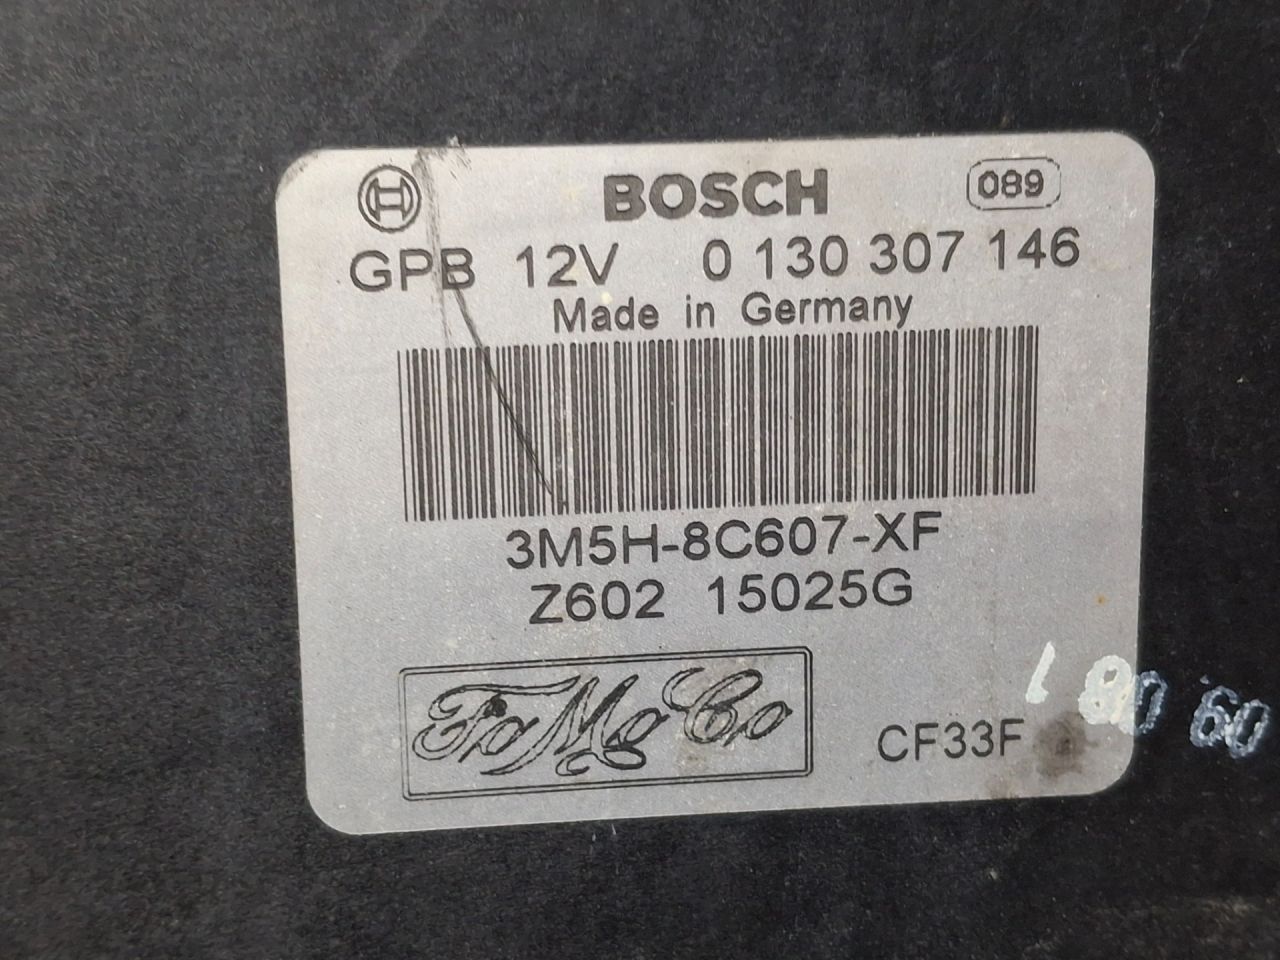 BOSCH 089
GPB 12V 0 130 307 146
Made in Germany
3M5H-8C607-XF
Z602 15025G
FoMoCo
CF33F